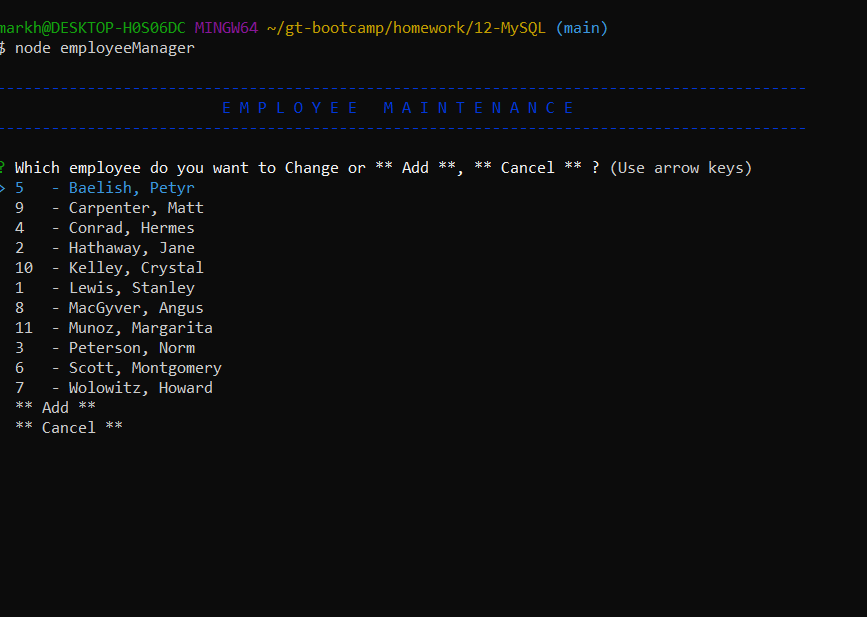 markh@DESKTOP-H0S06DC MINGW64 ~/gt-bootcamp/homework/12-MySQL (main)
$ node employeeManager
--------------------------------------------------------------------------------
E M P L O Y E E   M A I N T E N A N C E
--------------------------------------------------------------------------------
? Which employee do you want to Change or ** Add **, ** Cancel ** ? (Use arrow keys)
> 5   - Baelish, Petyr
9   - Carpenter, Matt
4   - Conrad, Hermes
2   - Hathaway, Jane
10  - Kelley, Crystal
1   - Lewis, Stanley
8   - MacGyver, Angus
11  - Munoz, Margarita
3   - Peterson, Norm
6   - Scott, Montgomery
7   - Wolowitz, Howard
** Add **
** Cancel **